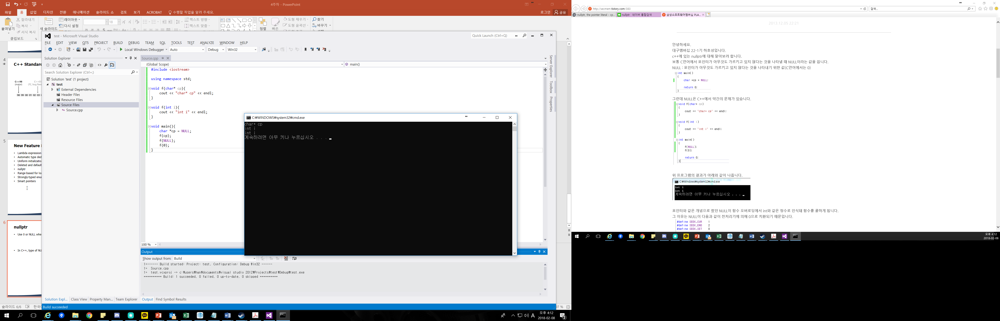 4주차 - PowerPoint
파일 홈 삽입 디자인 전환 애니메이션 슬라이드 쇼 검토 보기 ACROBAT 수행할 작업을 알려 주세요. 로그인 공유
붙여넣기
잘라내기
복사
서식 복사
클립보드
새 슬라이드
레이아웃
다시 설정
18
텍스트 방향
텍스트 맞춤
정렬
빠른
도형 채우기
도형 윤곽선
찾기
바꾸기
4
C++ Standard
C++98
(major)
C++03
(TC, bug fixes
98 99 00 01 02 03
5
New Feature i
• Lambda expression
• Automatic type ded
• Uniform initializatio
• Deleted and default
• nullptr
• Range-based for loo
• Strongly-typed enu
• Smart pointers
6
nullptr
• Use 0 or NULL whe
• In C++, type of NU
슬라이드 6/6
97 %
test - Microsoft Visual Studio
Quick Launch (Ctrl+Q)
FILE EDIT VIEW QT5 PROJECT BUILD DEBUG TEAM SQL TOOLS TEST ANALYZE WINDOW HELP
Local Windows Debugger Auto Debug Win32
Solution Explorer
Search Solution Explorer (Ctrl+;)
Solution 'test' (1 project)
test
External Dependencies
Header Files
Resource Files
Source Files
Source.cpp
Solution Expl... Class View Property Man... Team Explorer
Source.cpp
(Global Scope) main()
#include <iostream>
using namespace std;
void f(char* cp){
cout << "char* cp" << endl;
}
void f(int i){
cout << "int i" << endl;
}
void main(){
char *cp = NULL;
f(cp);
f(NULL);
f(0);
}
100 %
Server Explorer
Toolbox
Properties
C:₩WINDOWS₩system32₩cmd.exe
char* cp
int i
int i
계속하려면 아무 키나 누르십시오 . . .
Output
Show output from: Build
1>------ Build started: Project: test, Configuration: Debug Win32 ------
1>  Source.cpp
1>  test.vcxproj -> c:₩users₩han₩documents₩visual studio 2012₩Projects₩test₩Debug₩test.exe
========== Build: 1 succeeded, 0 failed, 0 up-to-date, 0 skipped ==========
Output Find Symbol Results
Build succeeded
A
오후 4:12
2018-02-08
2
http://secmem.tistory.com/383
검색...
nullptr, the pointer literal - cp...
nullptr : 네이버 통합검색
삼성소프트웨어멤버십 PLA...
2013.12.05 22:21
안녕하세요.
대구멤버십 22-1기 하호성입니다.
c++에 있는 nullptr에 대해 알아보려 합니다.
보통 C언어에서 포인터가 아무것도 가르키고 있지 않다는 것을 나타낼 때 NULL이라는 값을 씁니다.
NULL : 포인터가 아무것도 가르키고 있지 않다는 것을 나타내기 위한 값(C언어에서는 0)
int main()
{
char *cp = NULL;
return 0;
}
그런데 NULL은 C++에서 약간의 문제가 있습니다.
void f(char* cp)
{
cout << "char* cp" << endl;
}
void f(int i)
{
cout << "int i" << endl;
}
int main()
{
f(NULL);
f(0);
return 0;
}
위 프로그램의 결과가 아래와 같이 나옵니다.
C:₩Windows₩system32₩cmd.exe
int i
int i
계속하려면 아무 키나 누르십시오 . . .
포인터와 같은 개념으로 썼던 NULL이 함수 오버로딩에서 int와 같은 정수로 인식돼 함수를 콜하게 됩니다.
그 이유는 NULL이 다음과 같이 전처리기에 의해 0으로 치환되기 때문입니다.
#define SEEK_CUR 1
#define SEEK_END 2
#define SEEK_SET 0
오후 4:12
2018-02-08